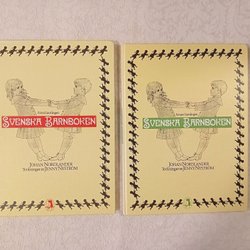 SVENSKA BARNBOKEN
JOHAN NORDLANDER
Teckningar av JENNY NYSTRÖM
SVENSKA BARNBOKEN
JOHAN NORDLANDER
Teckningar av JENNY NYSTRÖM